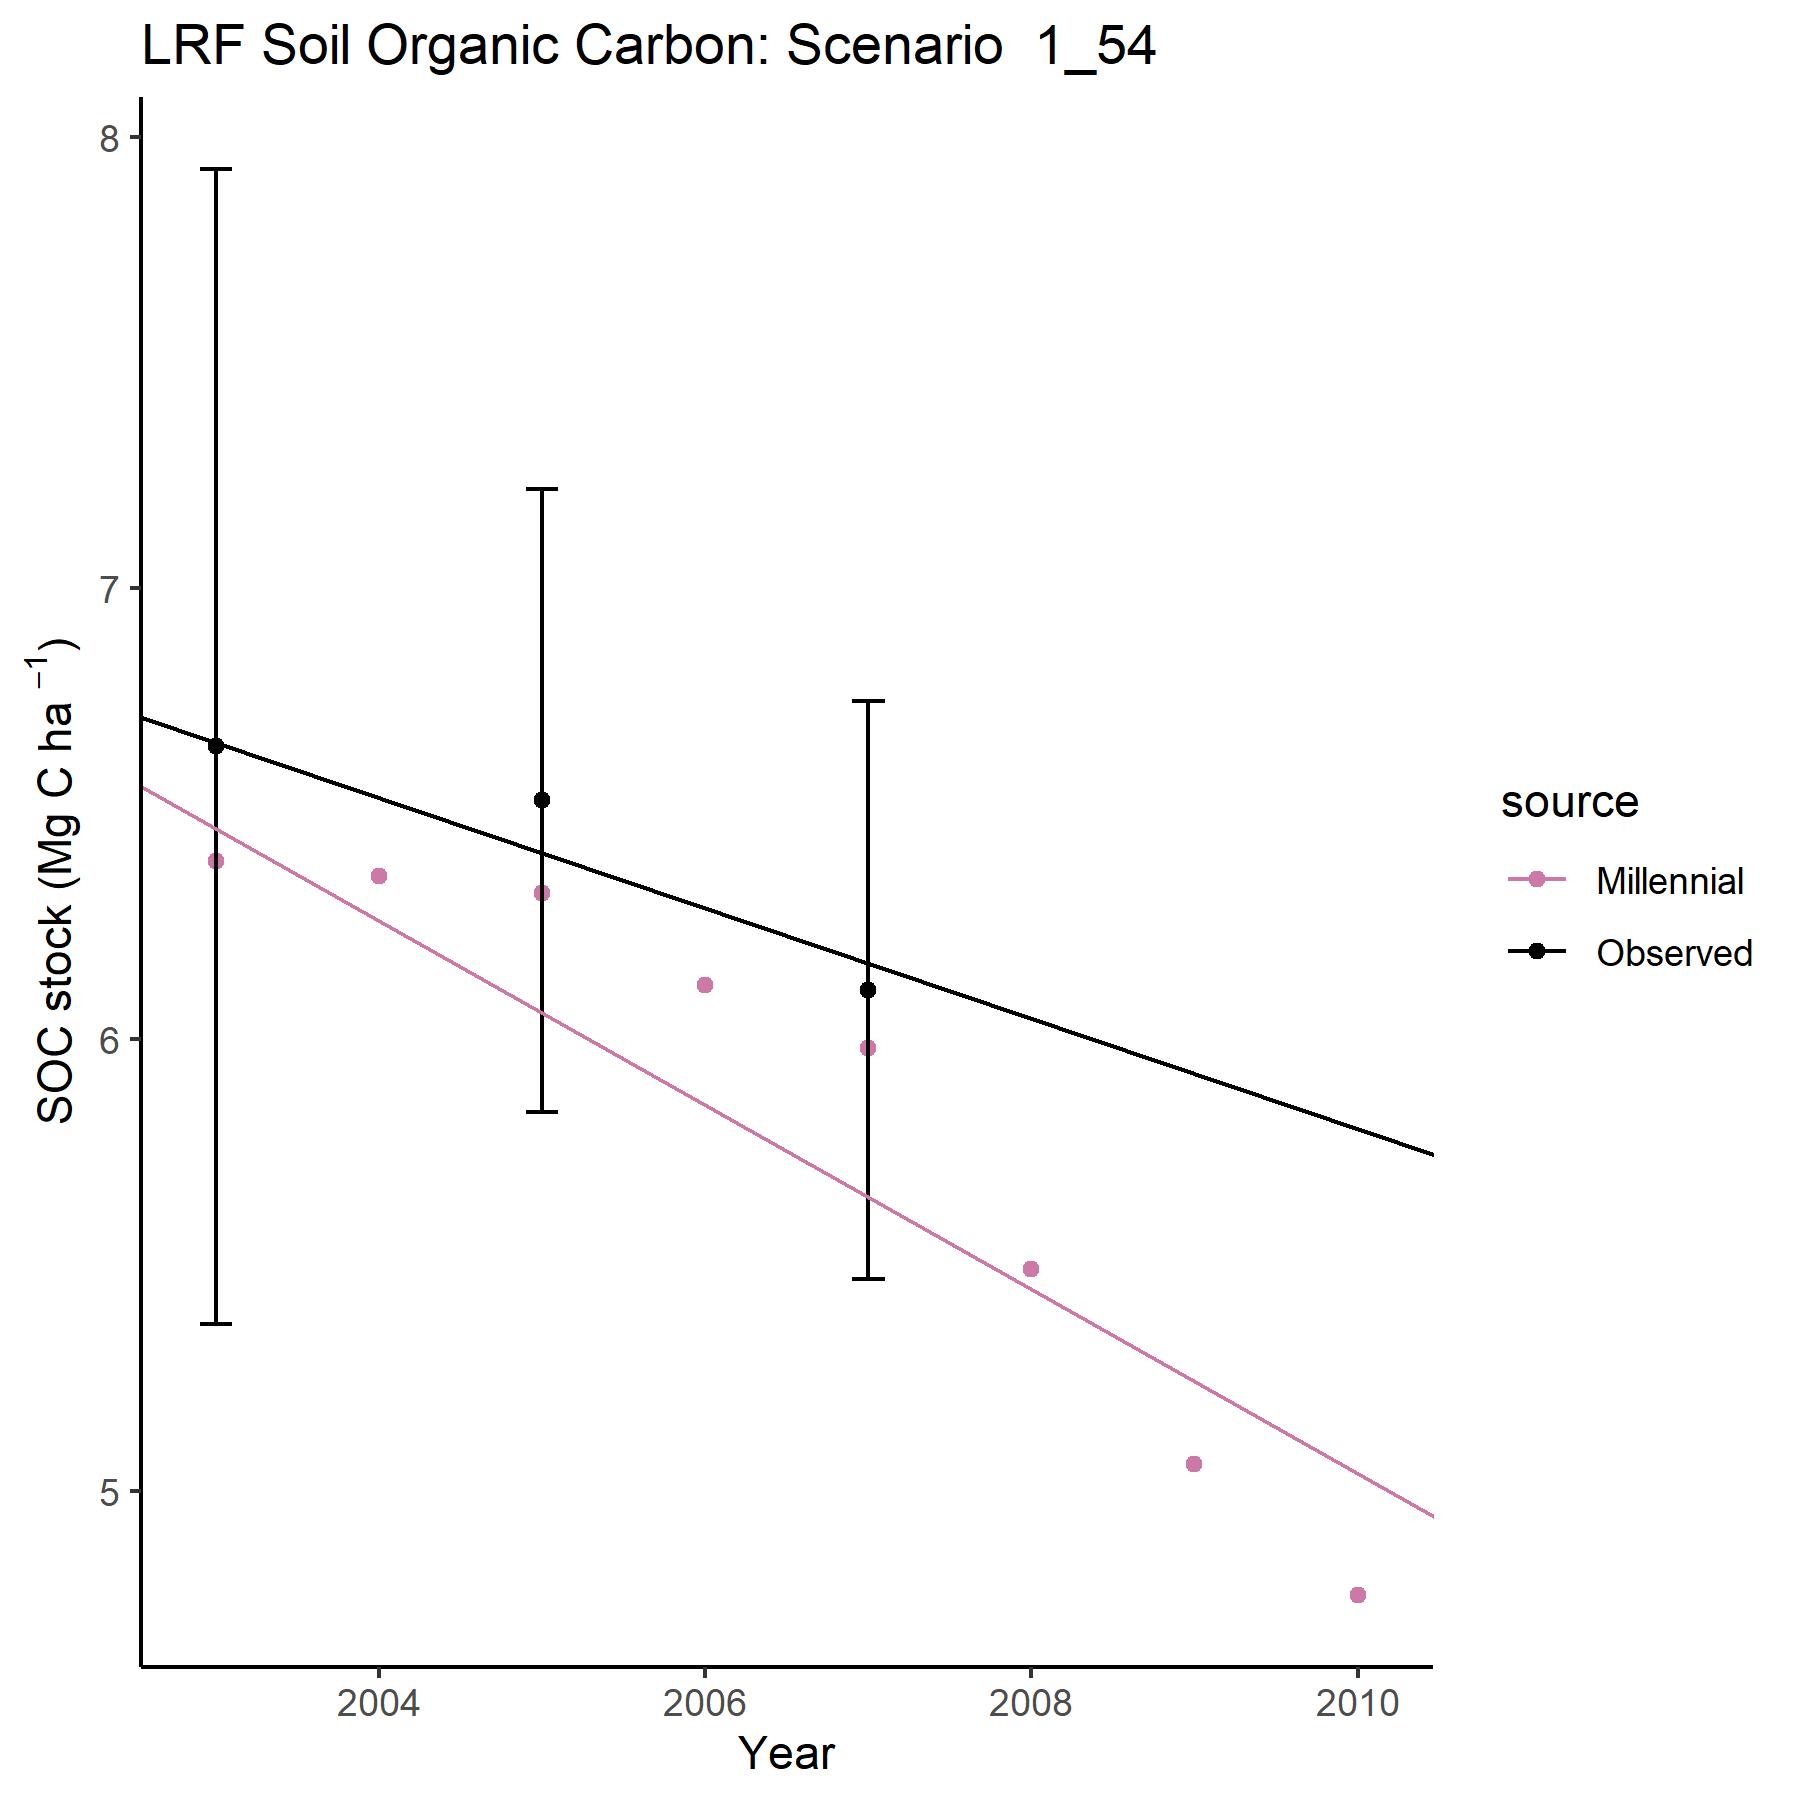 LRF Soil Organic Carbon: Scenario  1_54
8
7
6
5
SOC stock (Mg C ha −1)
2004 2006 2008 2010
Year
source
Millennial
Observed